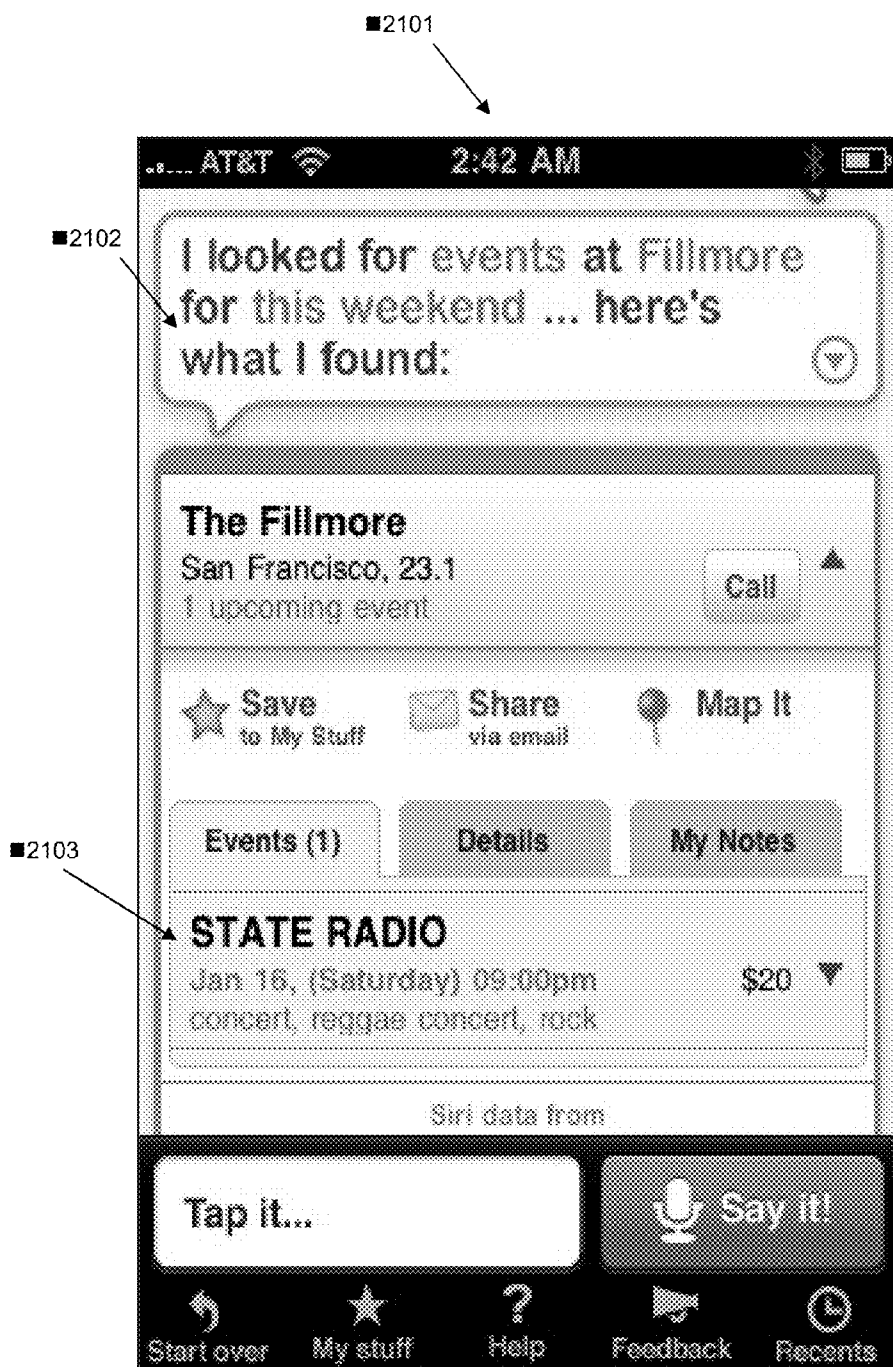 ■2101
AT&T 2:42 AM
■2102
I looked for events at Fillmore
for this weekend ... here's
what I found:
The Fillmore
San Francisco, 23.1
1 upcoming event
Call
Save
to My Stuff
Share
via email
Map It
Events (1)
Details
My Notes
■2103
STATE RADIO
Jan 16, (Saturday) 09:00pm
$20
concert, reggae concert, rock
Siri data from
Tap it...
Say it!
Start over
My stuff
Help
Feedback
Recents